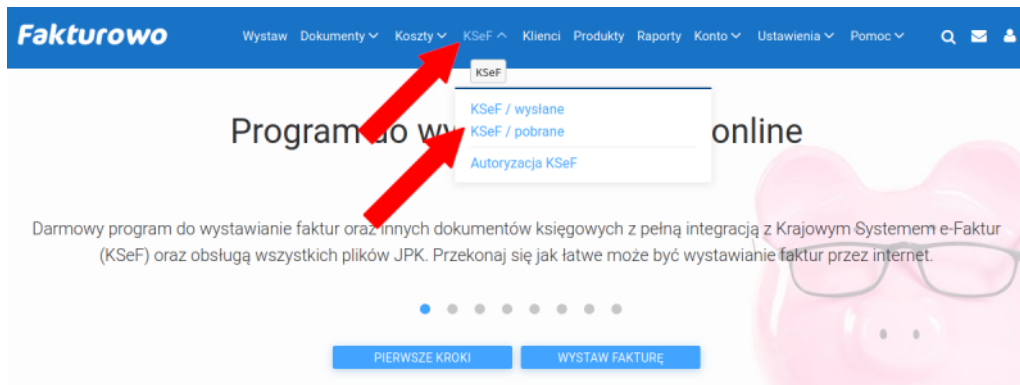 Fakturowo
Wystaw Dokumenty Koszty KSeF Klienci Produkty Raporty Konto Ustawienia Pomoc
KSeF
KSeF / wysłane
KSeF / pobrane
Autoryzacja KSeF
Program do wy online
Darmowy program do wystawiania faktur oraz innych dokumentów księgowych z pełną integracją z Krajowym Systemem e-Faktur
(KSeF) oraz obsługą wszystkich plików JPK. Przekonaj się jak łatwe może być wystawianie faktur przez internet.
PIERWSZE KROKI WYSTAW FAKTURĘ